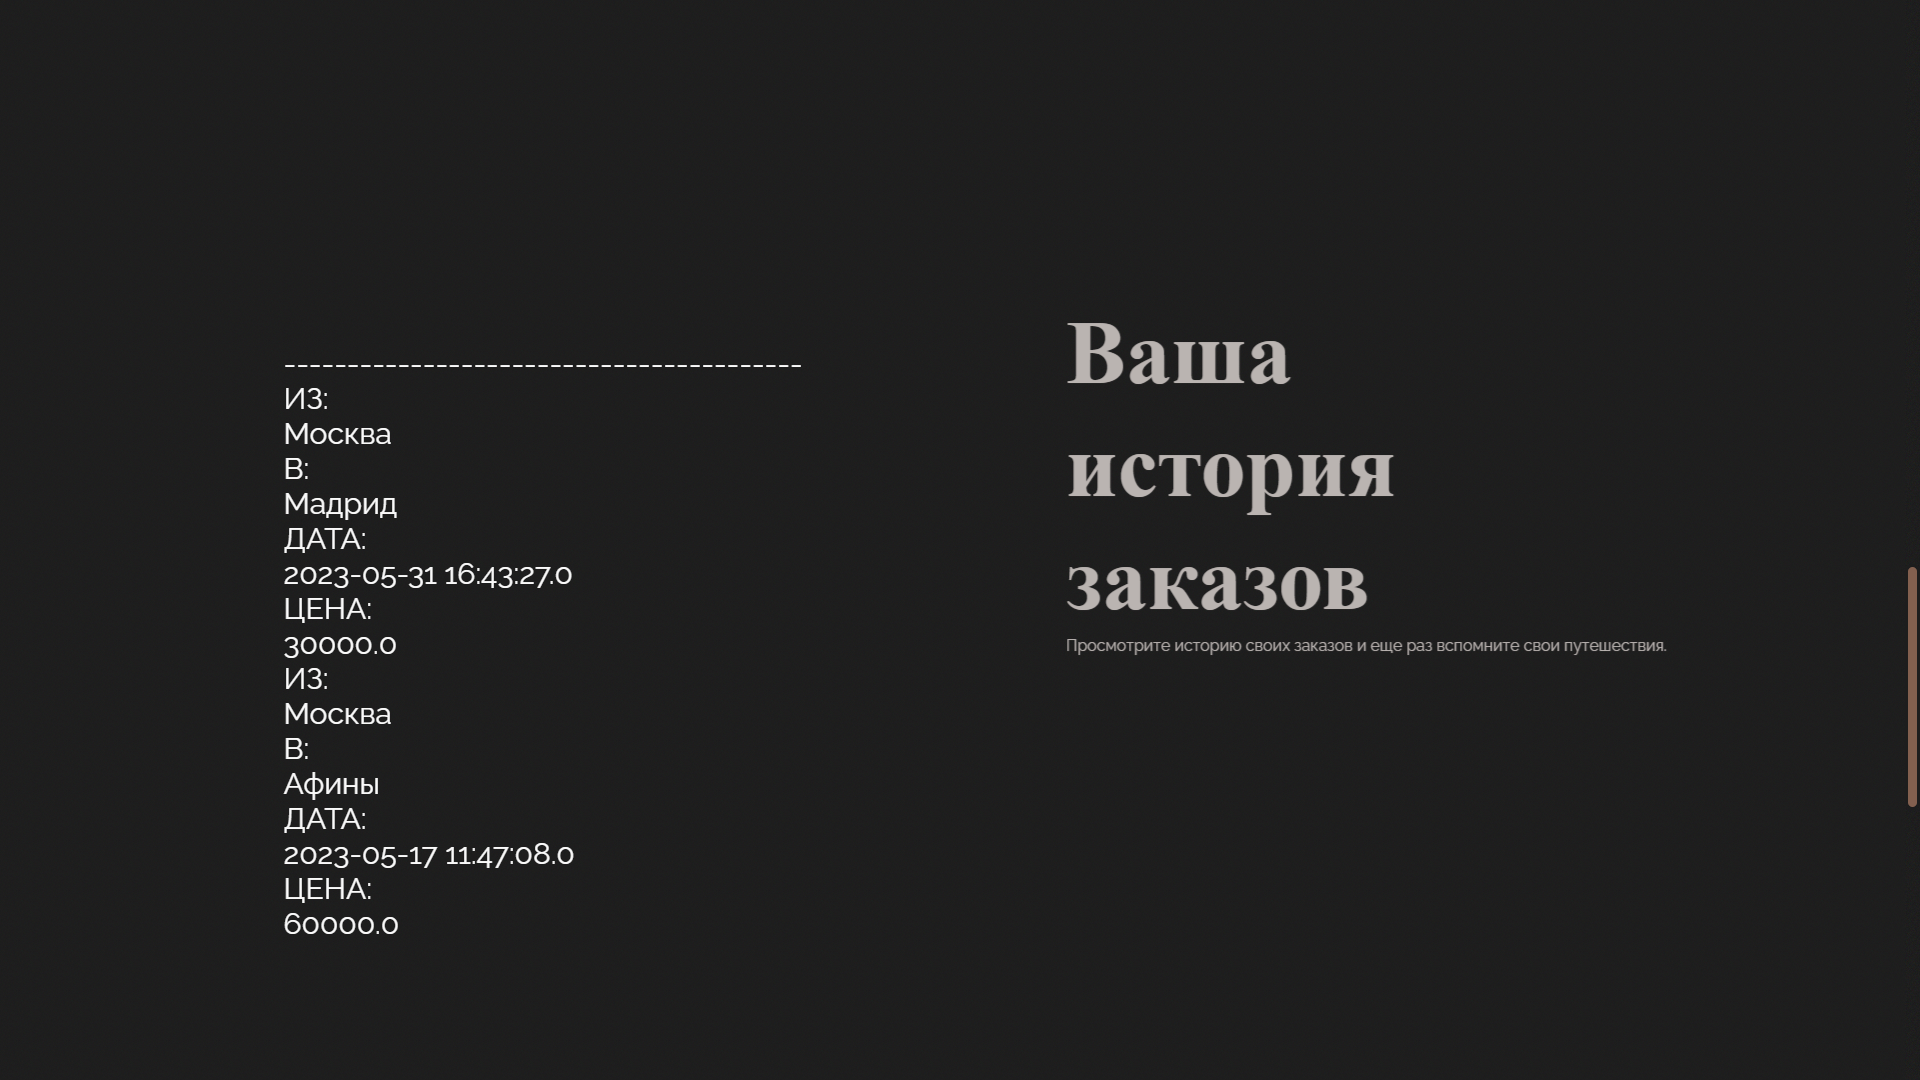 ----------------------------------------
ИЗ:
Москва
В:
Мадрид
ДАТА:
2023-05-31 16:43:27.0
ЦЕНА:
30000.0
ИЗ:
Москва
В:
Афины
ДАТА:
2023-05-17 11:47:08.0
ЦЕНА:
60000.0
Ваша
история
заказов
Просмотрите историю своих заказов и еще раз вспомните свои путешествия.